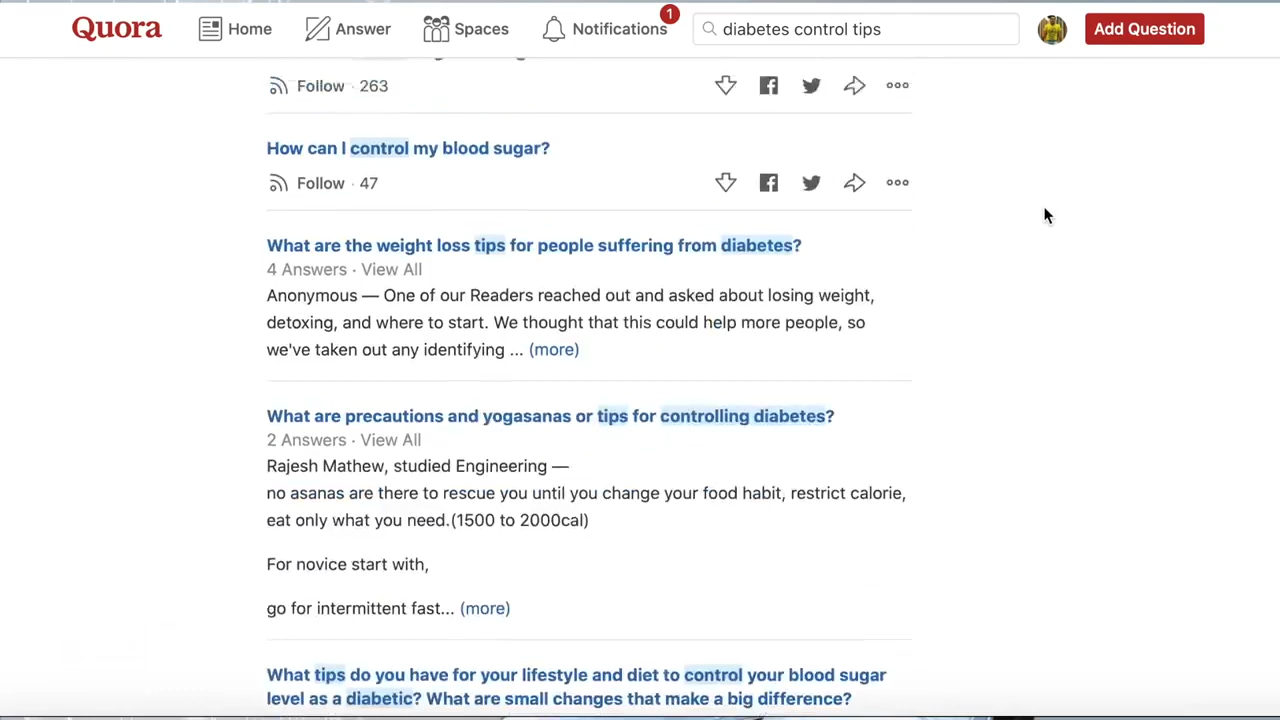 Quora Home Answer Spaces Notifications 1 diabetes control tips Add Question
Follow · 263
How can I control my blood sugar?
Follow · 47
What are the weight loss tips for people suffering from diabetes?
4 Answers · View All
Anonymous — One of our Readers reached out and asked about losing weight,
detoxing, and where to start. We thought that this could help more people, so
we've taken out any identifying ... (more)
What are precautions and yogasanas or tips for controlling diabetes?
2 Answers · View All
Rajesh Mathew, studied Engineering —
no asanas are there to rescue you until you change your food habit, restrict calorie,
eat only what you need.(1500 to 2000cal)
For novice start with,
go for intermittent fast... (more)
What tips do you have for your lifestyle and diet to control your blood sugar
level as a diabetic? What are small changes that make a big difference?